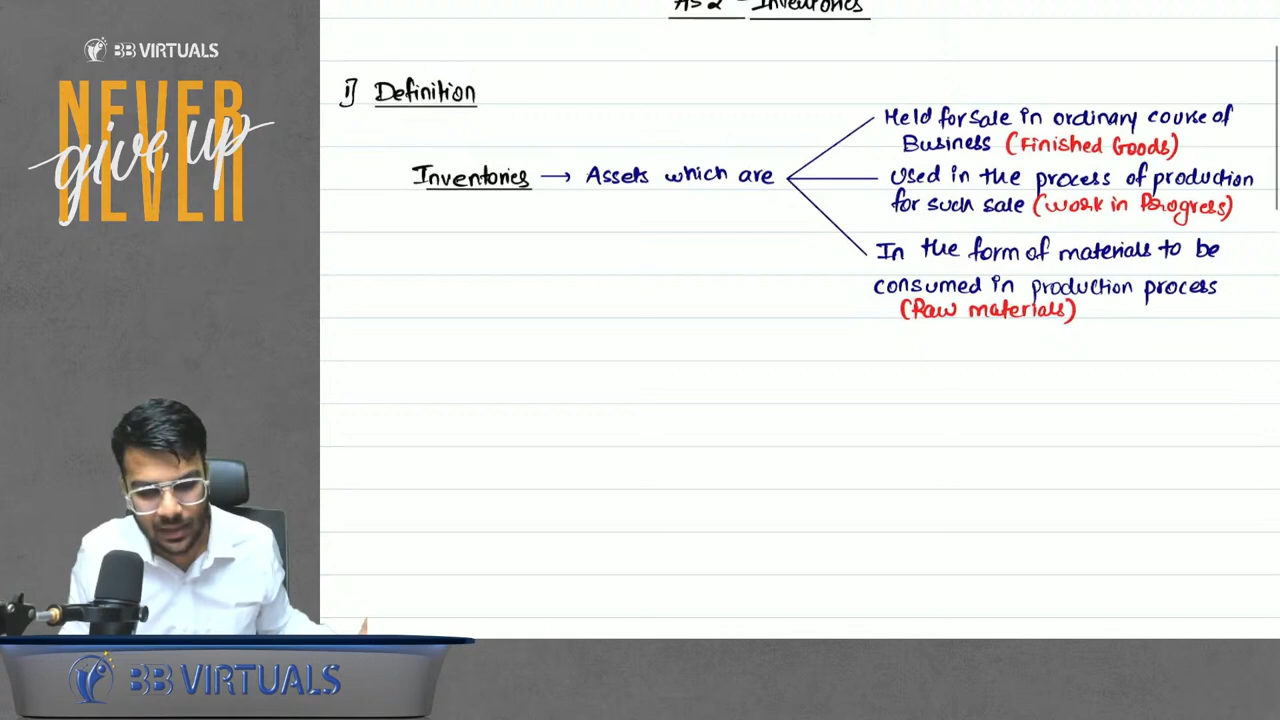 BB VIRTUALS
NEVER
give up
NEVER
AS 2 - Inventories
1] Definition
Inventories → Assets which are
Held for sale in ordinary course of
Business (Finished Goods)
Used in the process of production
for such sale (Work in Progress)
In the form of materials to be
consumed in production process
(Raw materials)
BB VIRTUALS